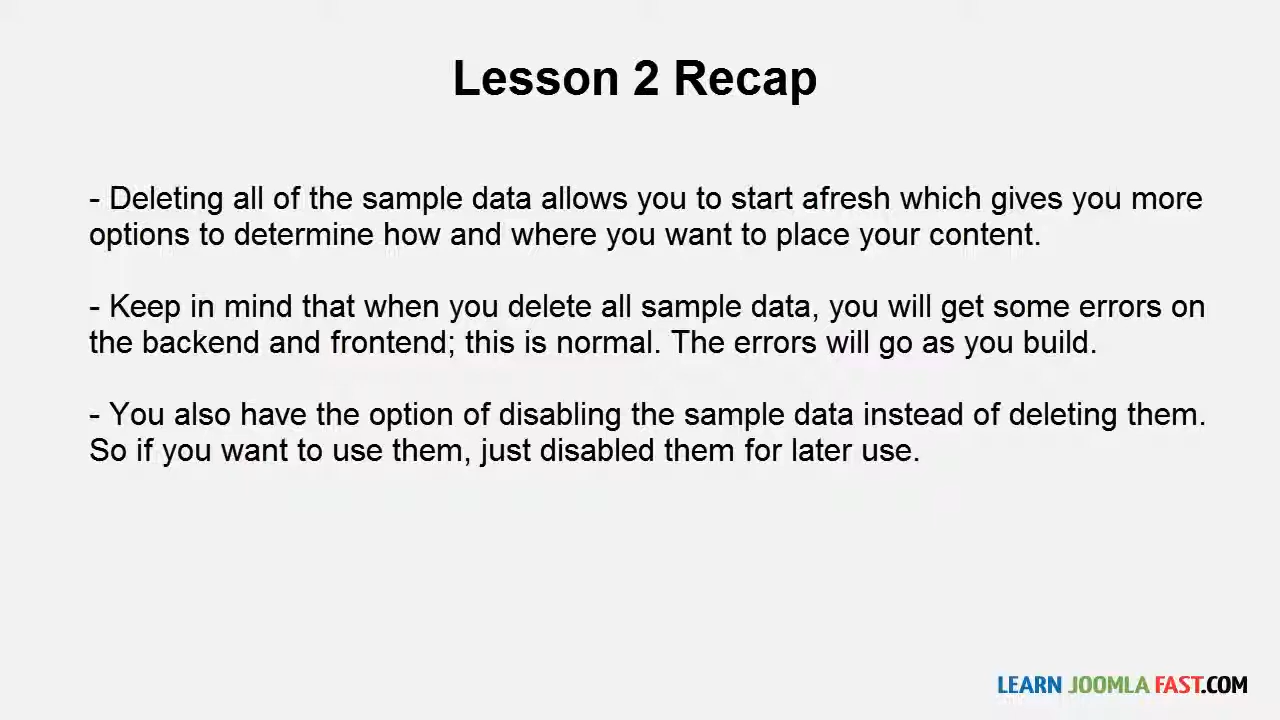 Lesson 2 Recap
- Deleting all of the sample data allows you to start afresh which gives you more
options to determine how and where you want to place your content.
- Keep in mind that when you delete all sample data, you will get some errors on
the backend and frontend; this is normal. The errors will go as you build.
- You also have the option of disabling the sample data instead of deleting them.
So if you want to use them, just disabled them for later use.
LEARN JOOMLA FAST.COM